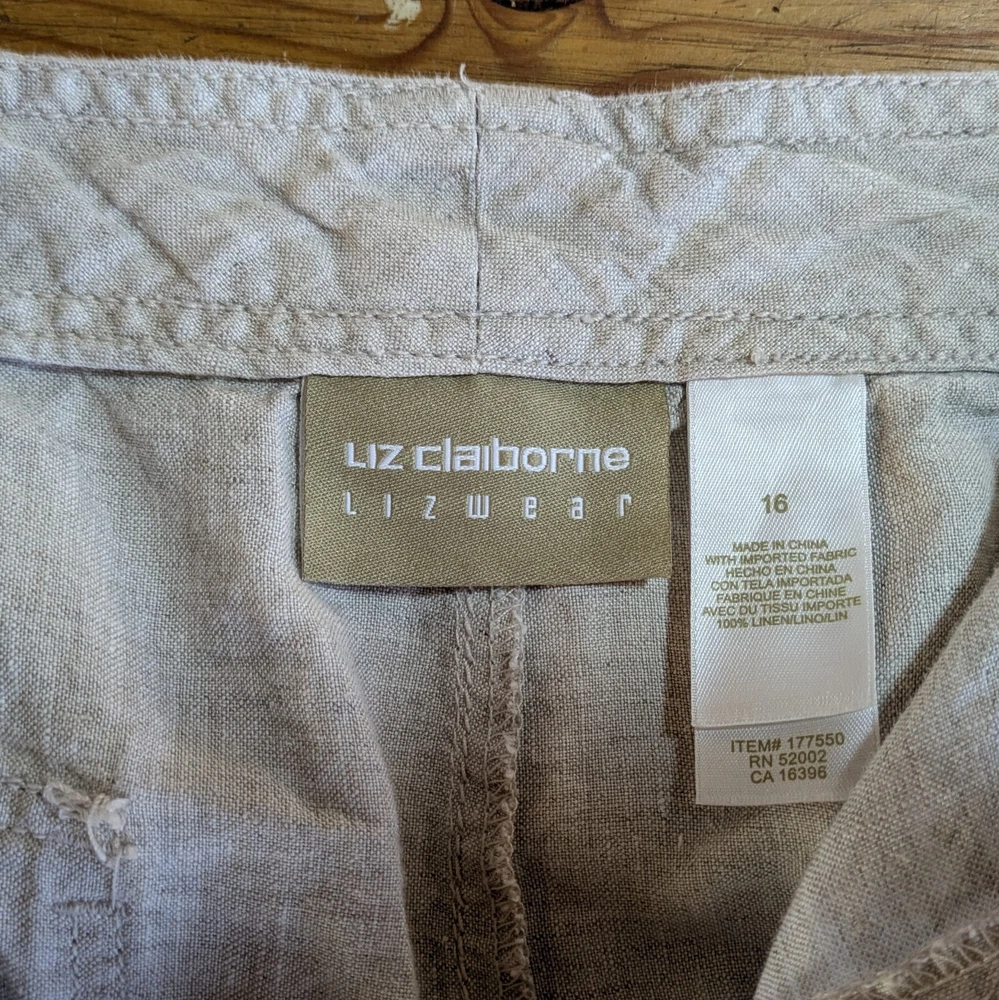 LIZ claiborne
Lizwear
16
MADE IN CHINA
WITH IMPORTED FABRIC
HECHO EN CHINA
CON TELA IMPORTADA
FABRIQUE EN CHINE
AVEC DU TISSU IMPORTE
100% LINEN/LINO/LIN
ITEM# 177550
RN 52002
CA 16396